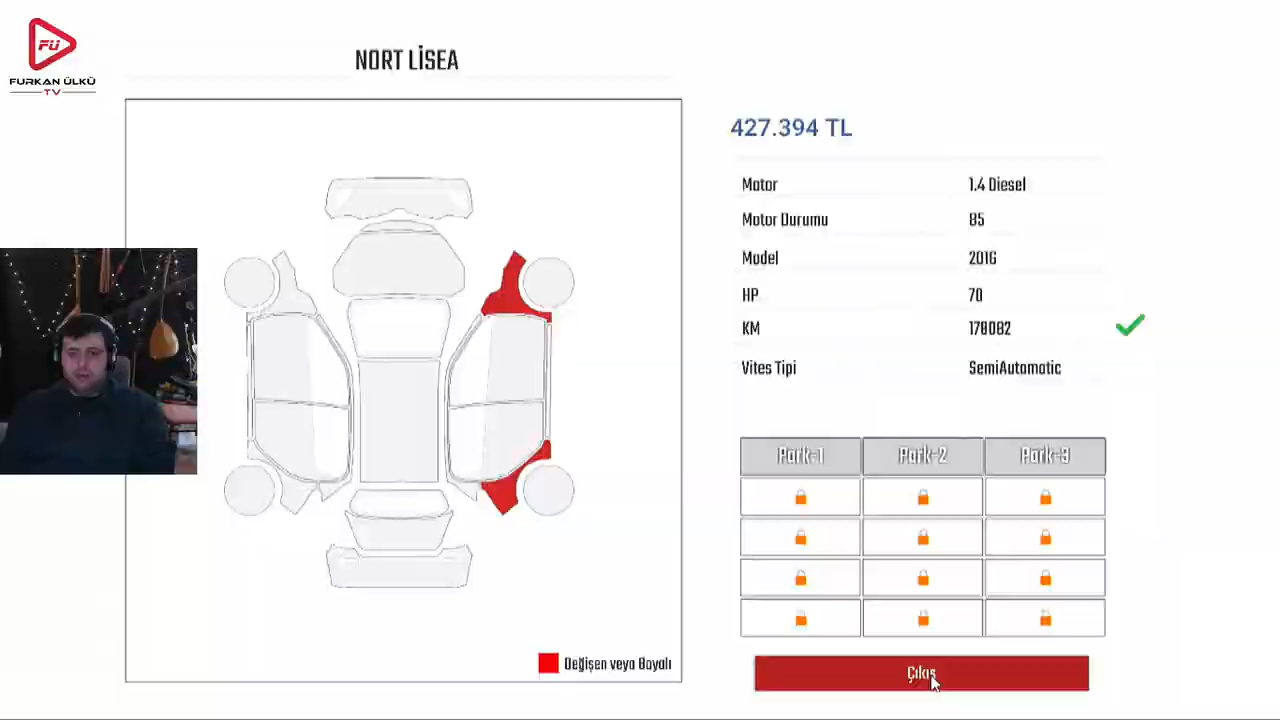 FU
FURKAN ÜLKÜ
TV
NORT LİSEA
427.394 TL
Motor 1.4 Diesel
Motor Durumu 85
Model 2016
HP 70
KM 178082
Vites Tipi SemiAutomatic
Park-1 Park-2 Park-3
Değişen veya Boyalı
Çıkış